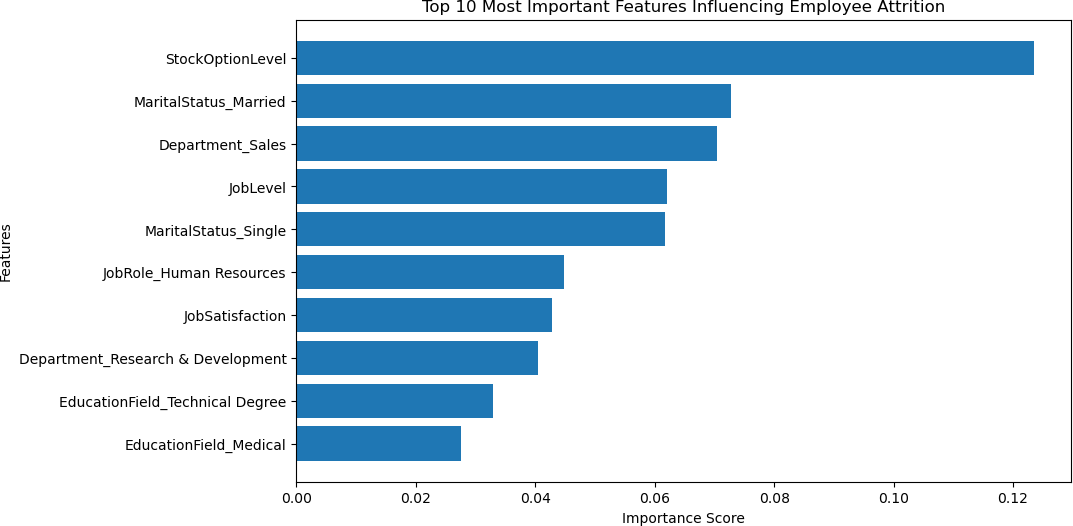 Top 10 Most Important Features Influencing Employee Attrition
Features
StockOptionLevel
MaritalStatus_Married
Department_Sales
JobLevel
MaritalStatus_Single
JobRole_Human Resources
JobSatisfaction
Department_Research & Development
EducationField_Technical Degree
EducationField_Medical
0.00 0.02 0.04 0.06 0.08 0.10 0.12
Importance Score